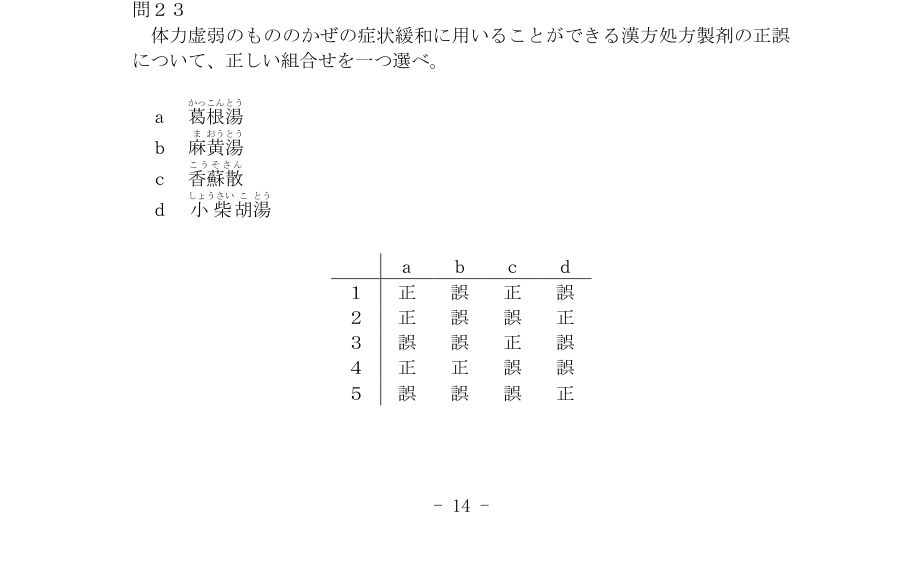 問２３
体力虚弱のもののかぜの症状緩和に用いることができる漢方処方製剤の正誤
について、正しい組合せを一つ選べ。
かっこんとう
a 葛根湯
まおうとう
b 麻黄湯
こうそさん
c 香蘇散
しょうさいことう
d 小柴胡湯
a b c d
1 正 誤 正 誤
2 正 誤 誤 正
3 誤 誤 正 誤
4 正 正 誤 誤
5 誤 誤 誤 正
- 14 -